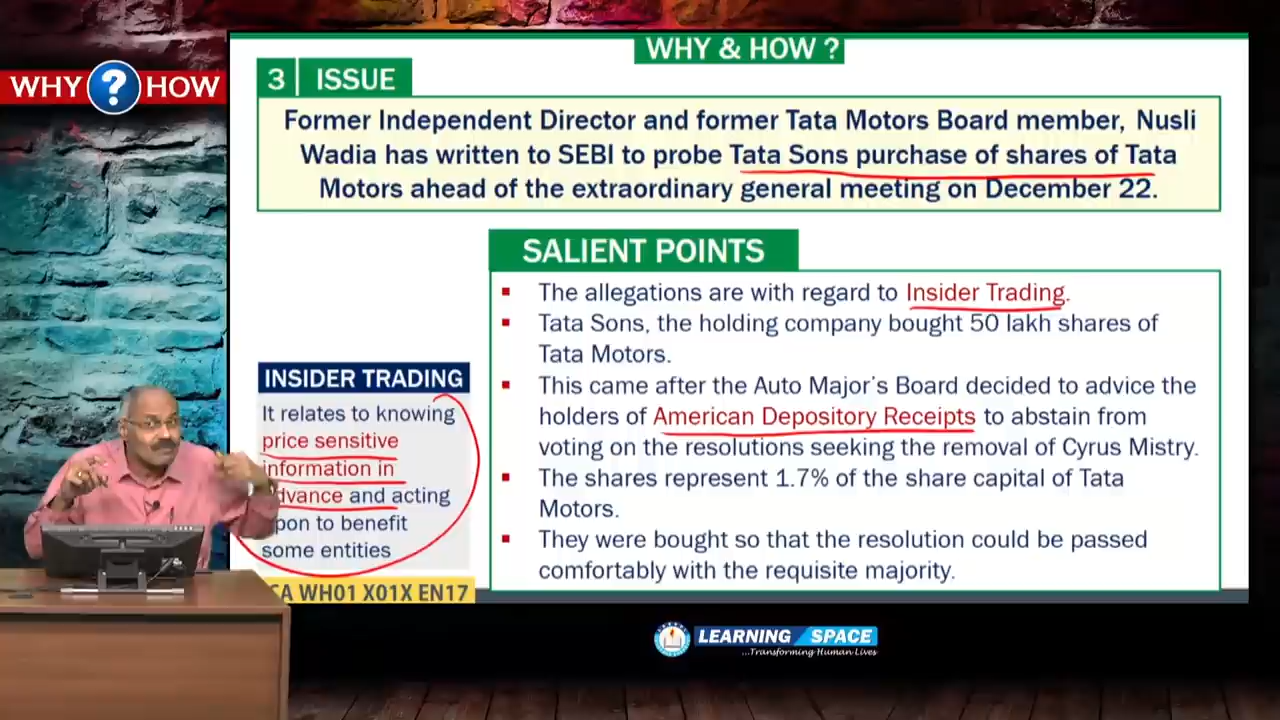 WHY & HOW ?
WHY ? HOW
3 ISSUE
Former Independent Director and former Tata Motors Board member, Nusli
Wadia has written to SEBI to probe Tata Sons purchase of shares of Tata
Motors ahead of the extraordinary general meeting on December 22.
SALIENT POINTS
▪ The allegations are with regard to Insider Trading.
▪ Tata Sons, the holding company bought 50 lakh shares of
Tata Motors.
▪ This came after the Auto Major's Board decided to advice the
holders of American Depository Receipts to abstain from
voting on the resolutions seeking the removal of Cyrus Mistry.
▪ The shares represent 1.7% of the share capital of Tata
Motors.
▪ They were bought so that the resolution could be passed
comfortably with the requisite majority.
INSIDER TRADING
It relates to knowing
price sensitive
information in
advance and acting
upon to benefit
some entities
WH01 X01X EN17
LEARNING SPACE
...Transforming Human Lives